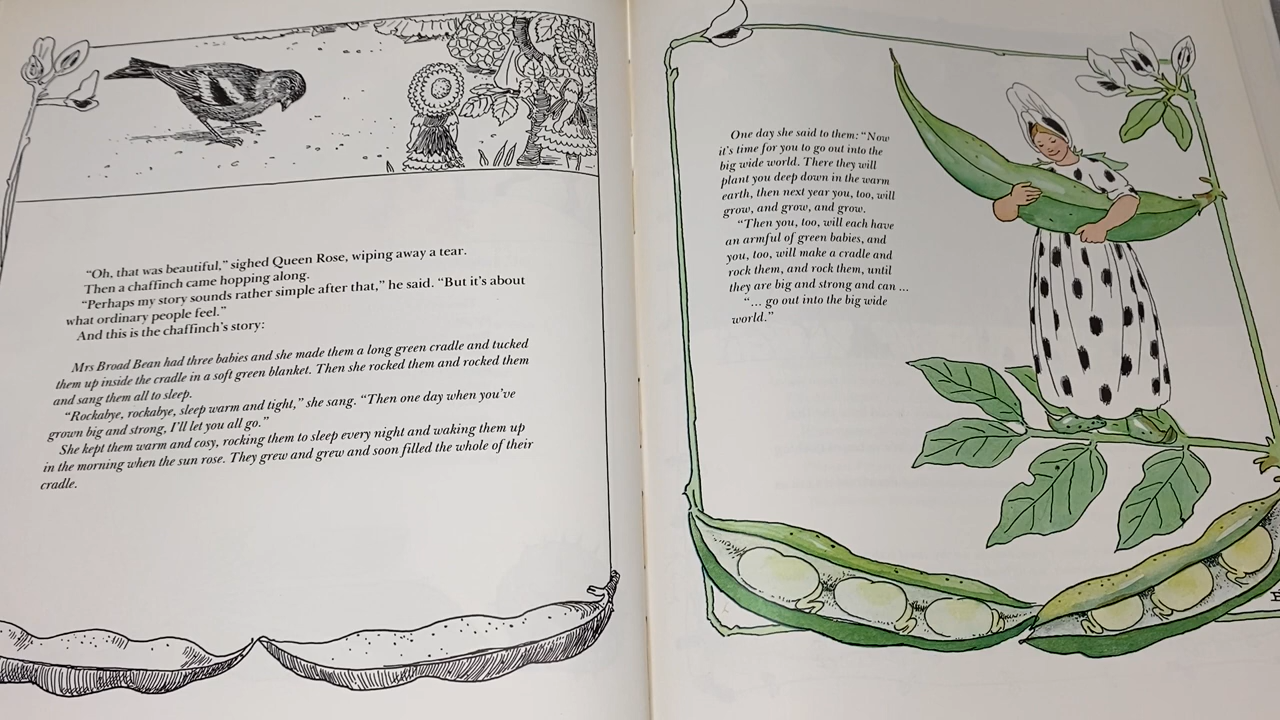 “Oh, that was beautiful,” sighed Queen Rose, wiping away a tear.
Then a chaffinch came hopping along.
“Perhaps my story sounds rather simple after that,” he said. “But it’s about
what ordinary people feel.”
And this is the chaffinch’s story:
Mrs Broad Bean had three babies and she made them a long green cradle and tucked
them up inside the cradle in a soft green blanket. Then she rocked them and rocked them
and sang them all to sleep.
“Rockabye, rockabye, sleep warm and tight,” she sang. “Then one day when you’ve
grown big and strong, I’ll let you all go.”
She kept them warm and cosy, rocking them to sleep every night and waking them up
in the morning when the sun rose. They grew and grew and soon filled the whole of their
cradle.
One day she said to them: “Now
it’s time for you to go out into the
big wide world. There they will
plant you deep down in the warm
earth, then next year you, too, will
grow, and grow, and grow.
“Then you, too, will each have
an armful of green babies, and
you, too, will make a cradle and
rock them, and rock them, until
they are big and strong and can ...
“... go out into the big wide
world.”